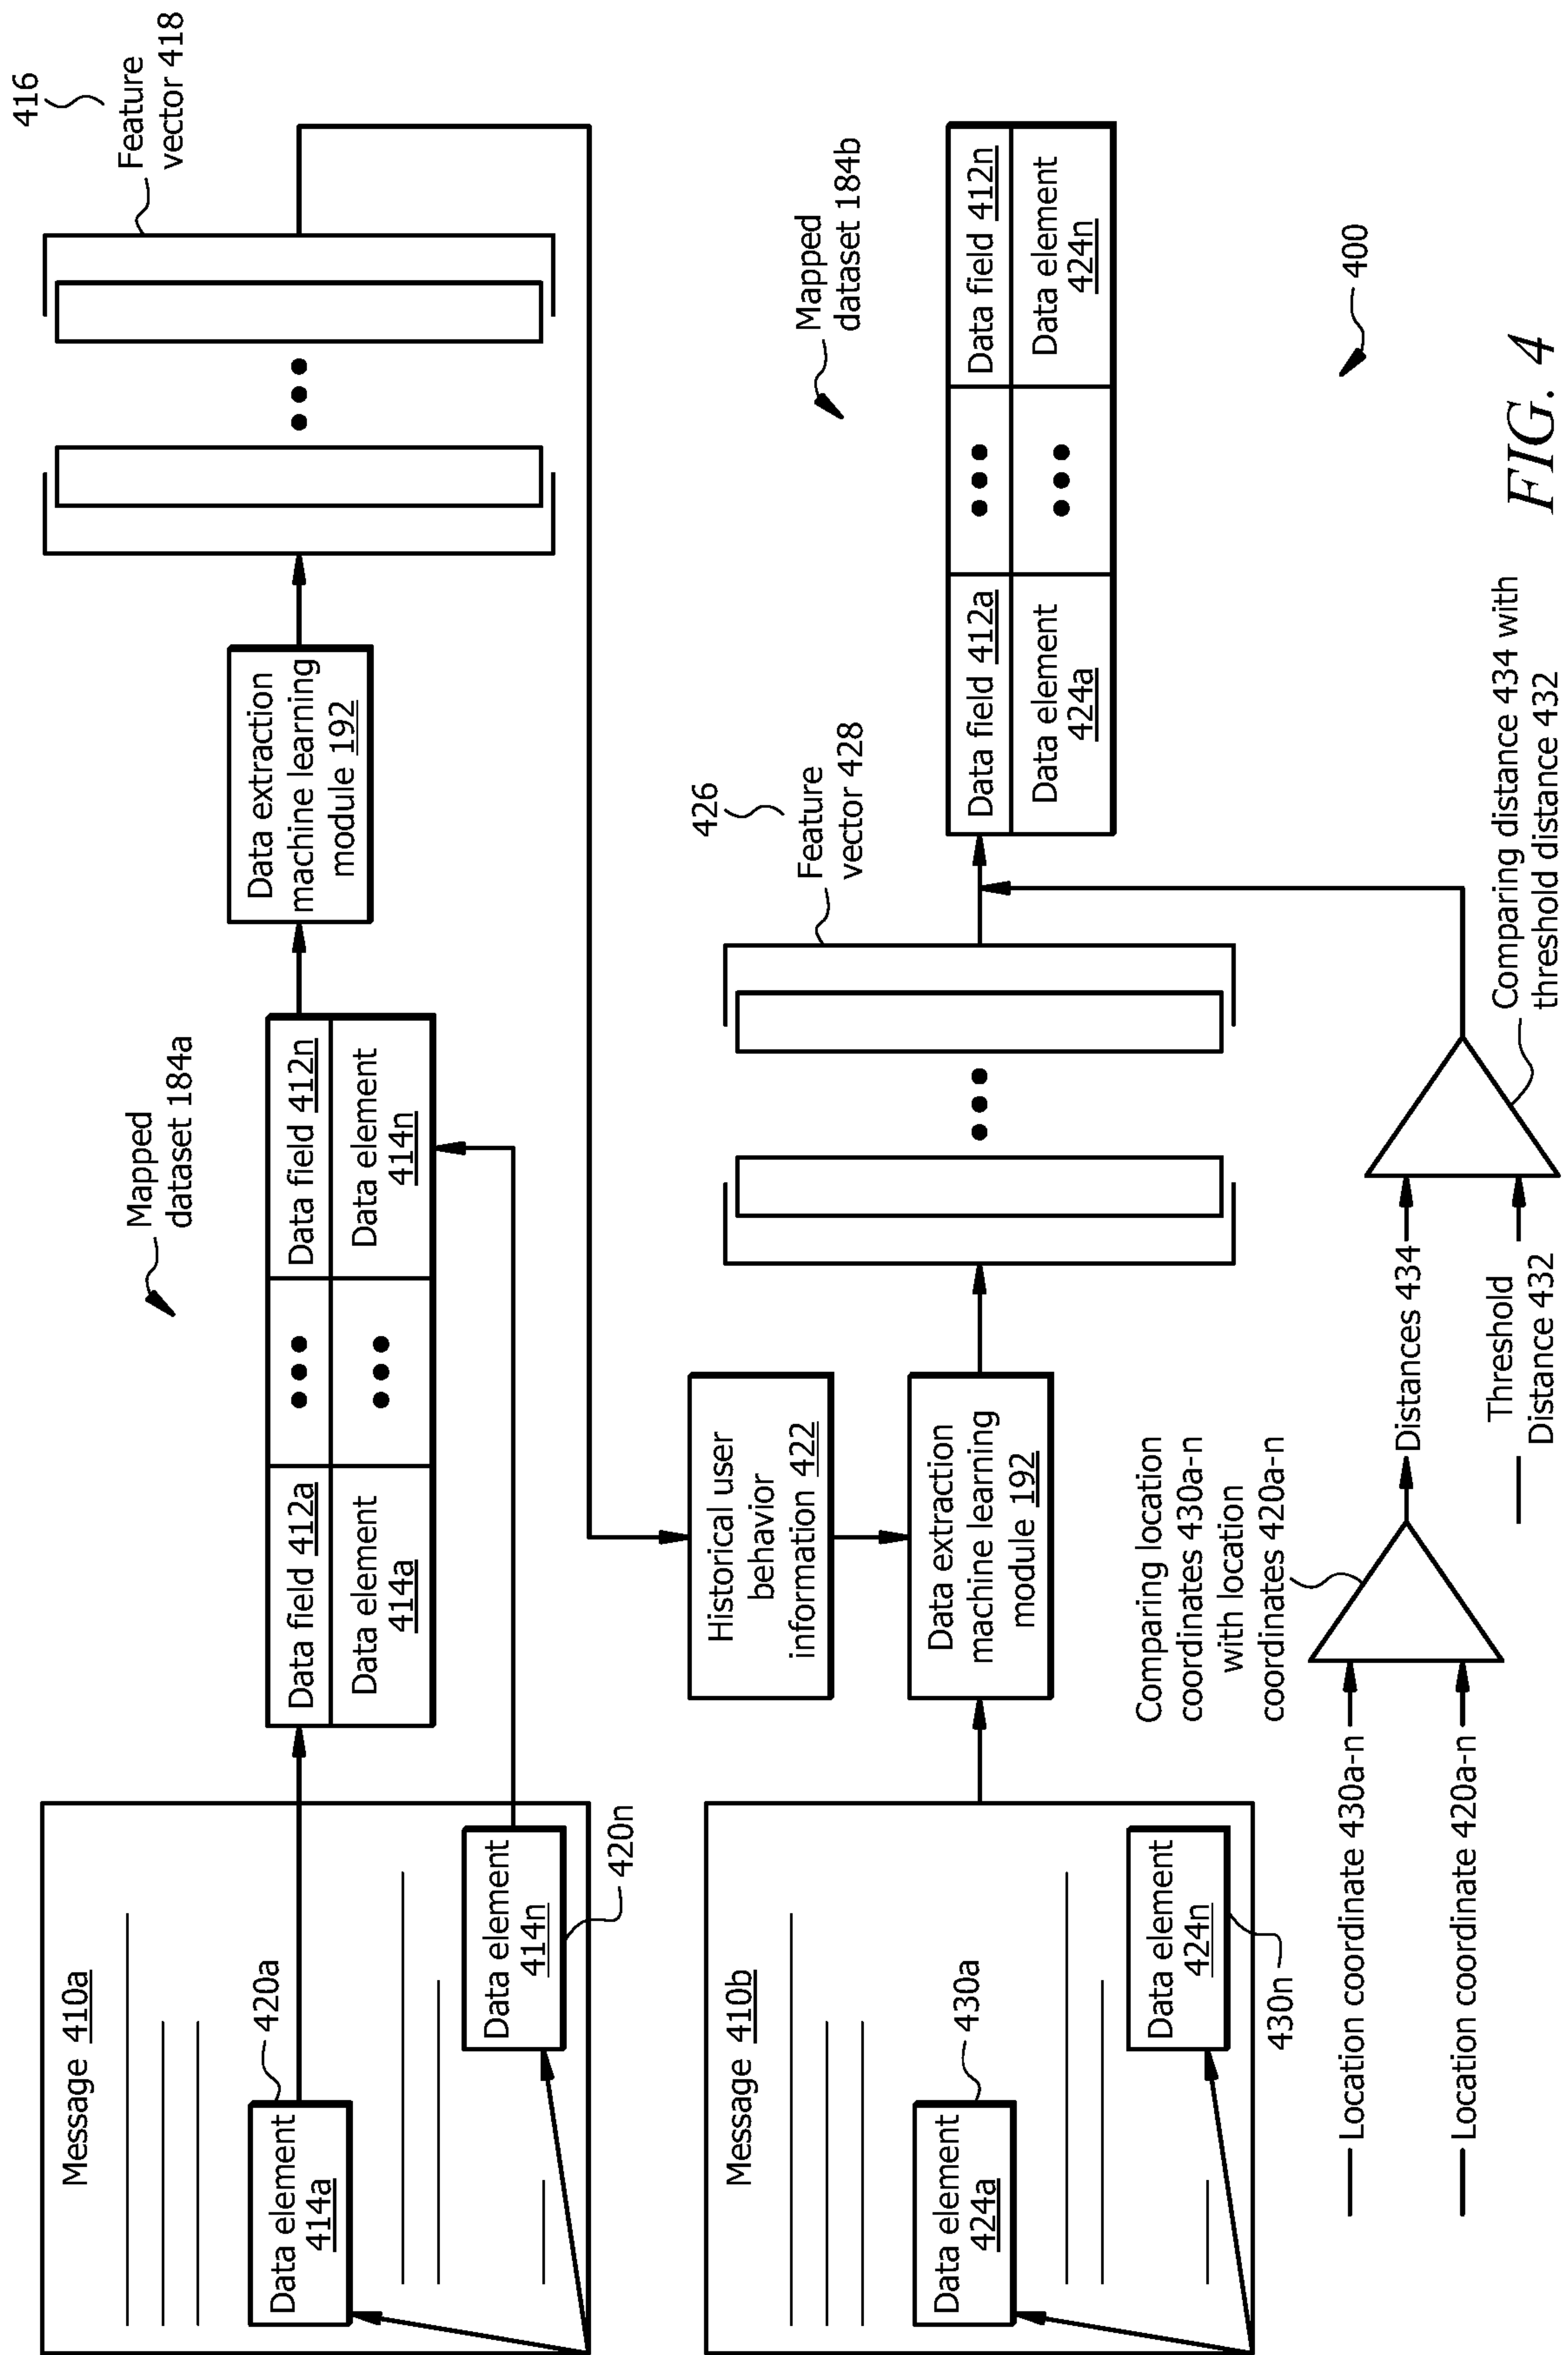 Message 410a
Data element
414a
420a
Data element
414n
420n
Mapped
dataset 184a
Data field 412a
Data field 412n
Data element
414a
Data element
414n
Data extraction
machine learning
module 192
416
Feature
vector 418
Historical user
behavior
information 422
Message 410b
Data element
424a
430a
Data element
424n
430n
Data extraction
machine learning
module 192
426
Feature
vector 428
Mapped
dataset 184b
Data field 412a
Data field 412n
Data element
424a
Data element
424n
Location coordinate 430a-n
Location coordinate 420a-n
Comparing location
coordinates 430a-n
with location
coordinates 420a-n
Distances 434
Threshold
Distance 432
Comparing distance 434 with
threshold distance 432
400
FIG. 4